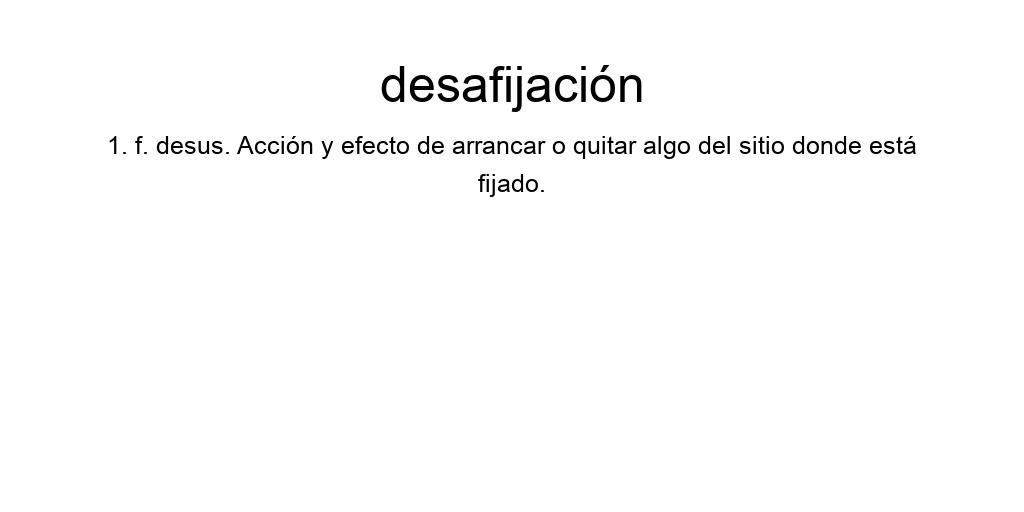 desafijación
1. f. desus. Acción y efecto de arrancar o quitar algo del sitio donde está
fijado.